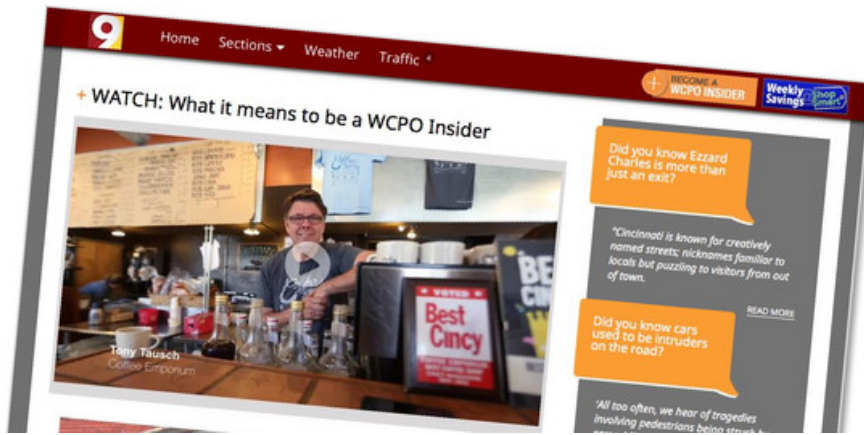 9
Home Sections Weather Traffic 4
BECOME A
WCPO INSIDER
Weekly
Savings
shop
smart
+ WATCH: What it means to be a WCPO Insider
VOTED
Best
Cincy
Tony Tausch
Coffee Emporium
BE
CIN
Did you know Ezzard
Charles is more than
just an exit?
"Cincinnati is known for creatively
named streets; nicknames familiar to
locals but puzzling to visitors from out
of town.
READ MORE
Did you know cars
used to be intruders
on the road?
"All too often, we hear of tragedies
involving pedestrians being struck by